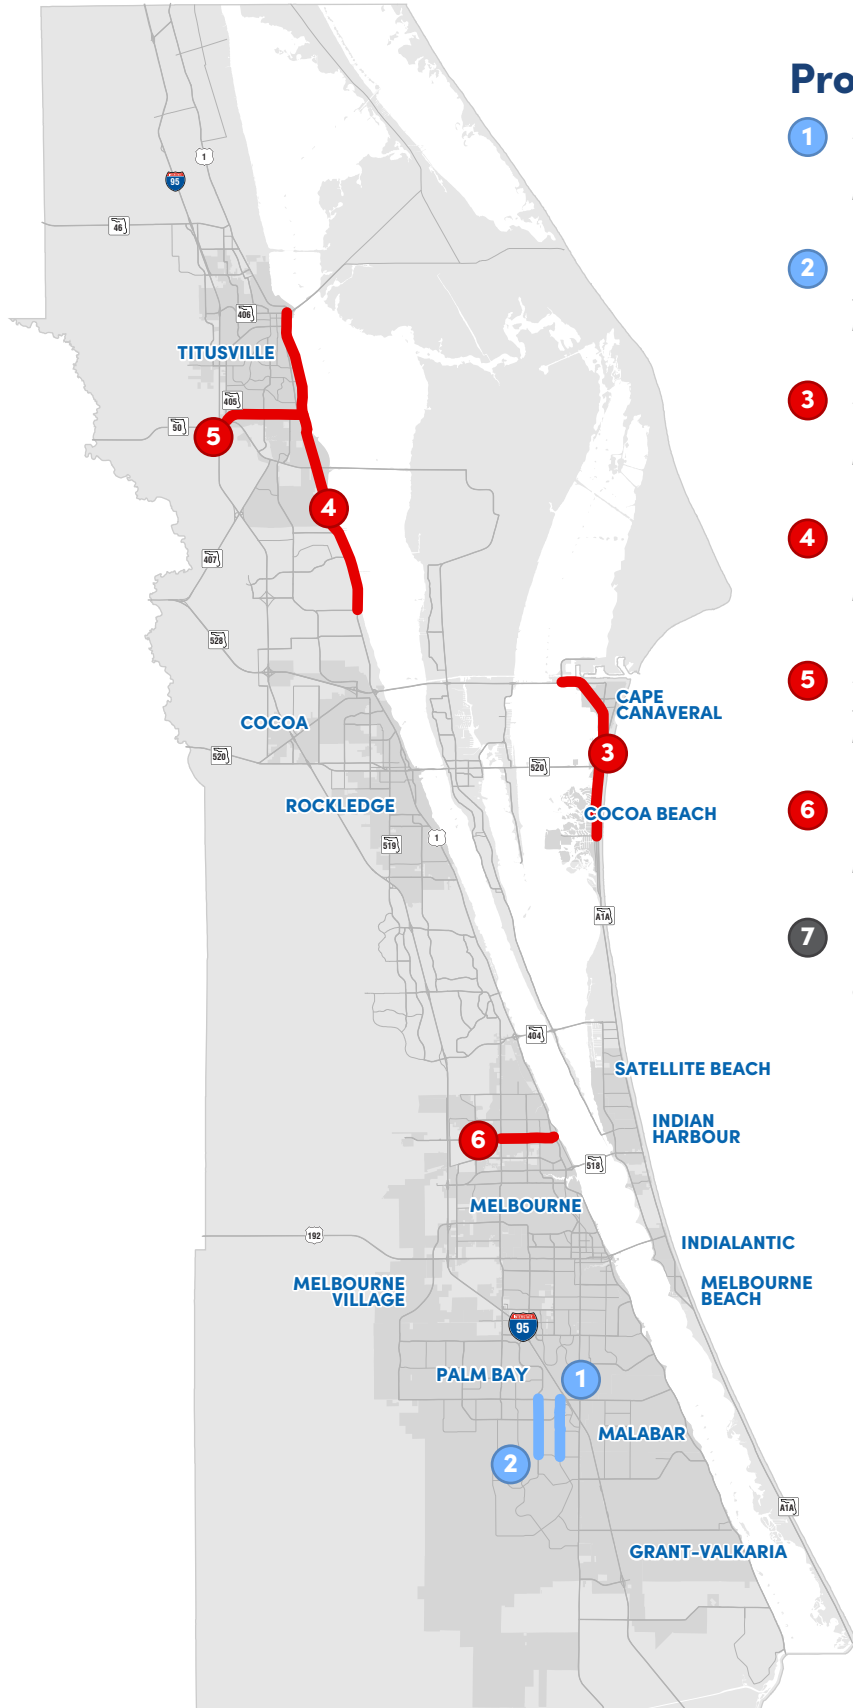 Pro
1
1
95
2
46
406
TITUSVILLE
405
3
50
5
4
4
407
528
5
CAPE
CANAVERAL
COCOA
3
520
520
ROCKLEDGE
COCOA BEACH
6
1
519
A1A
7
404
SATELLITE BEACH
INDIAN
HARBOUR
6
518
MELBOURNE
192
INDIALANTIC
MELBOURNE
VILLAGE
MELBOURNE
BEACH
95
PALM BAY
1
MALABAR
2
A1A
GRANT-VALKARIA